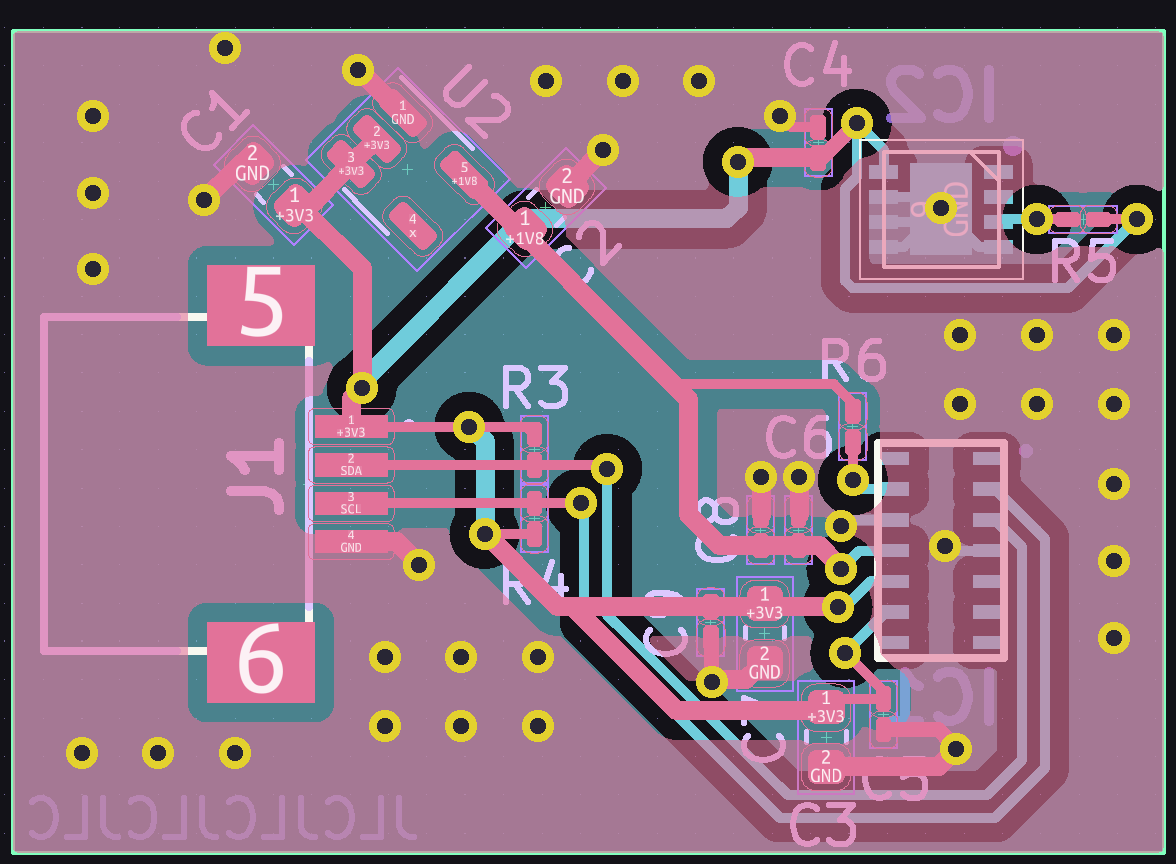 C4
IC2
U2
C1
1
GND
2
+3V3
3
+3V3
5
+1V8
4
x
2
GND
1
+3V3
2
GND
1
+1V8
C2
9
GND
R5
5
R6
R3
C6
J1
1
+3V3
2
SDA
3
SCL
4
GND
C8
R4
1
+3V3
2
GND
6
1
+3V3
2
GND
C7
IC1
C5
C3
JLCJLCJLCJLC